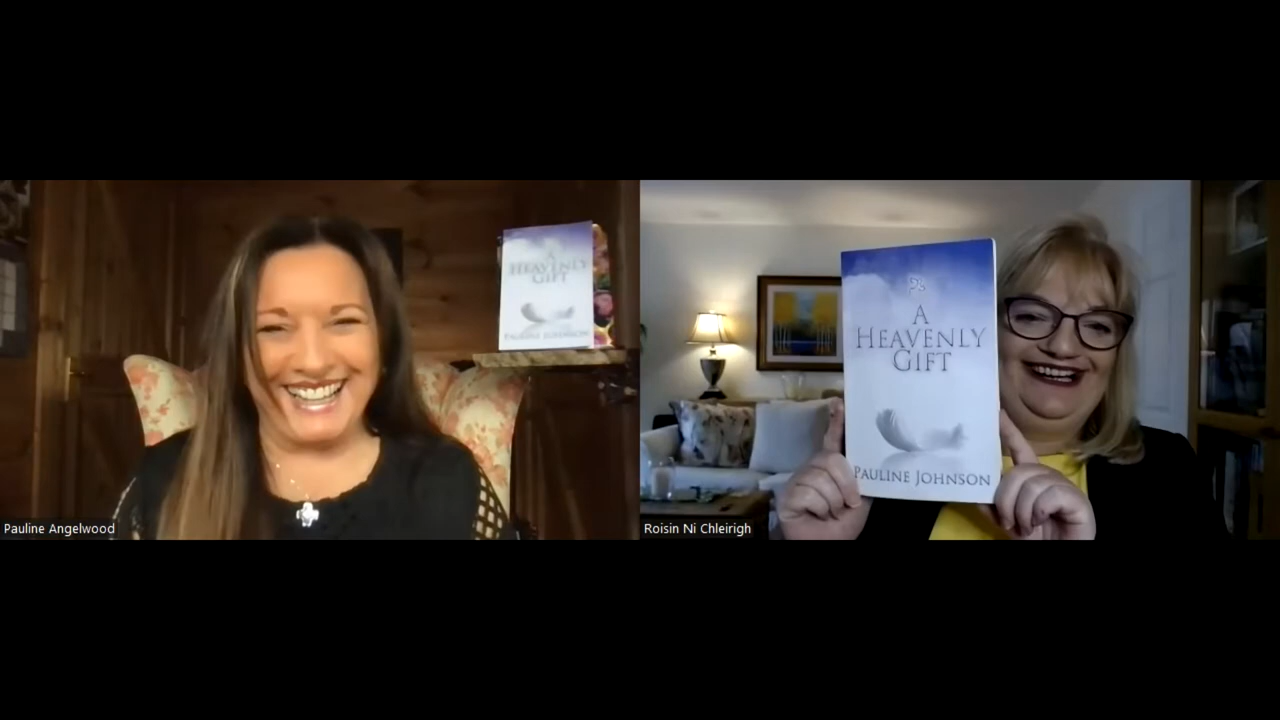 A
HEAVENLY
GIFT
PAULINE JOHNSON
Pauline Angelwood
A
HEAVENLY
GIFT
PAULINE JOHNSON
Roisin Ni Chleirigh